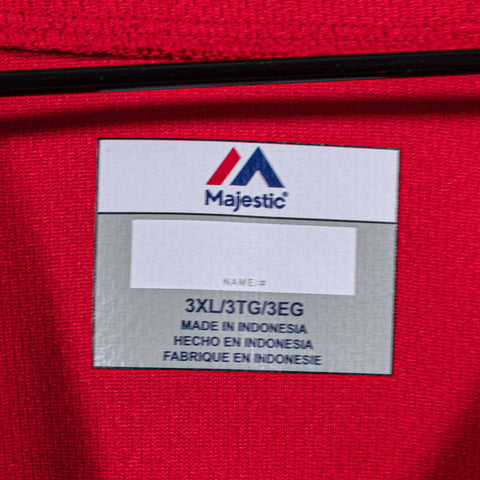 Majestic®
NAME/#
3XL/3TG/3EG
MADE IN INDONESIA
HECHO EN INDONESIA
FABRIQUE EN INDONESIE